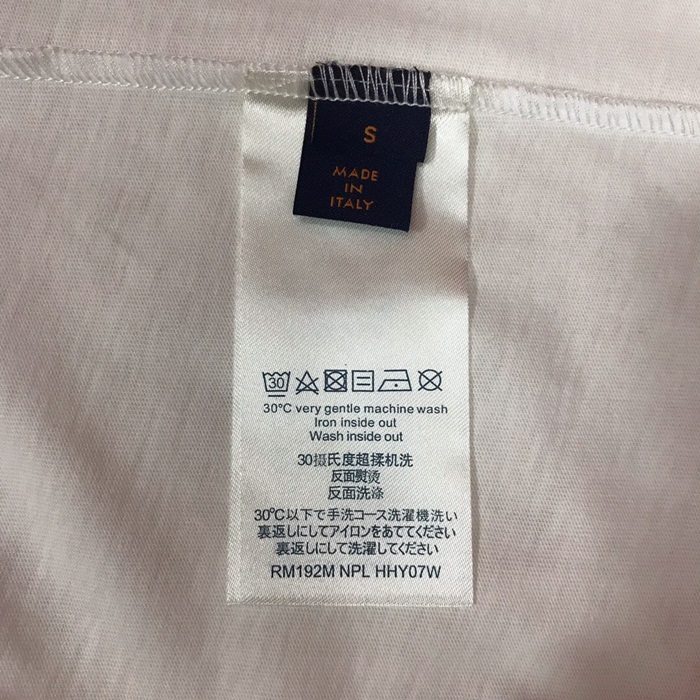 S
MADE
IN
ITALY
30
30°C very gentle machine wash
Iron inside out
Wash inside out
30摄氏度超揉机洗
反面熨烫
反面洗涤
30℃以下で手洗コース洗濯機洗い
裏返しにしてアイロンをあててください
裏返しにして洗濯してください
RM192M NPL HHY07W